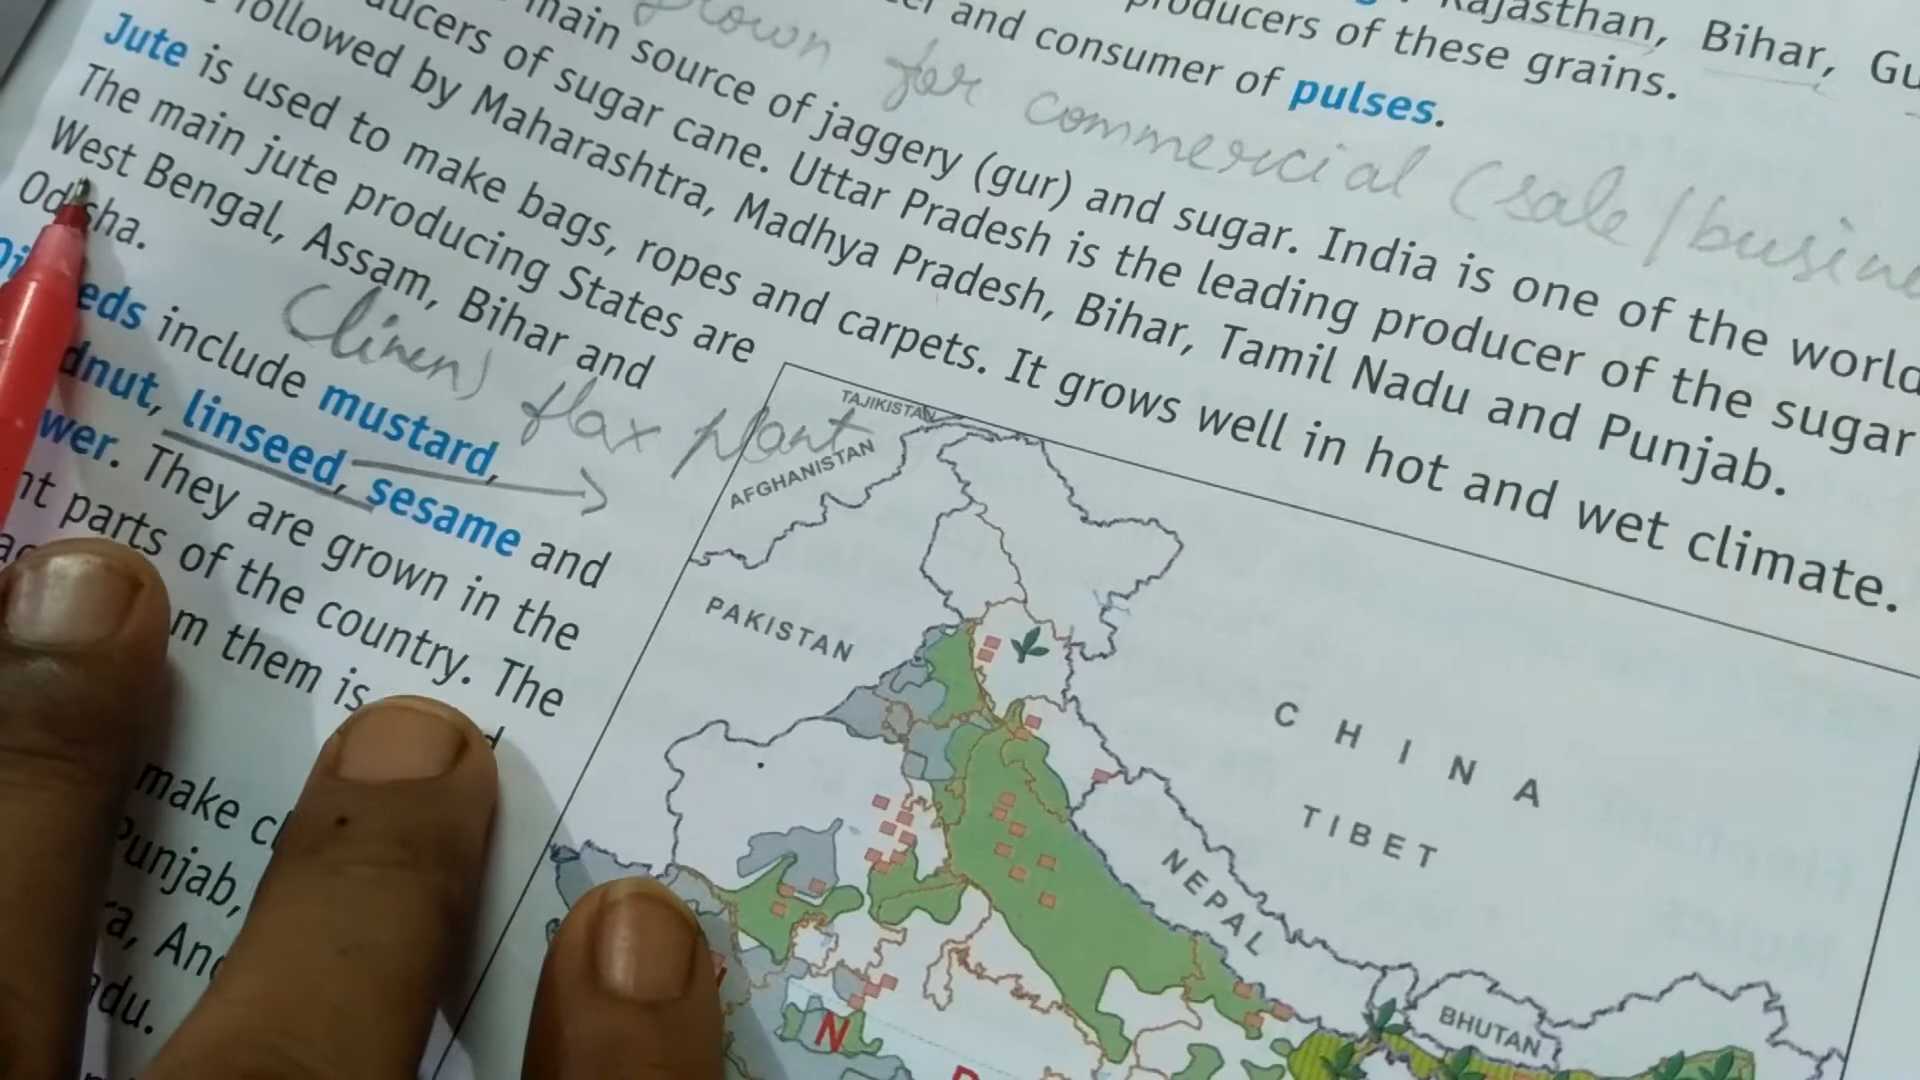 Rajasthan, Bihar, Gu
producers of these grains.
and consumer of pulses.
grown for commercial (sale/busine
main source of jaggery (gur) and sugar. India is one of the world
ucers of sugar cane. Uttar Pradesh is the leading producer of the sugar
followed by Maharashtra, Madhya Pradesh, Bihar, Tamil Nadu and Punjab.
Jute is used to make bags, ropes and carpets. It grows well in hot and wet climate.
The main jute producing States are
West Bengal, Assam, Bihar and
Odisha.
(linen) flax plant
eds include mustard,
dnut, linseed, sesame and
wer. They are grown in the
nt parts of the country. The
m them is
make
Punjab,
ra, An
adu.
TAJIKISTAN
AFGHANISTAN
PAKISTAN
CHINA
TIBET
NEPAL
BHUTAN
N